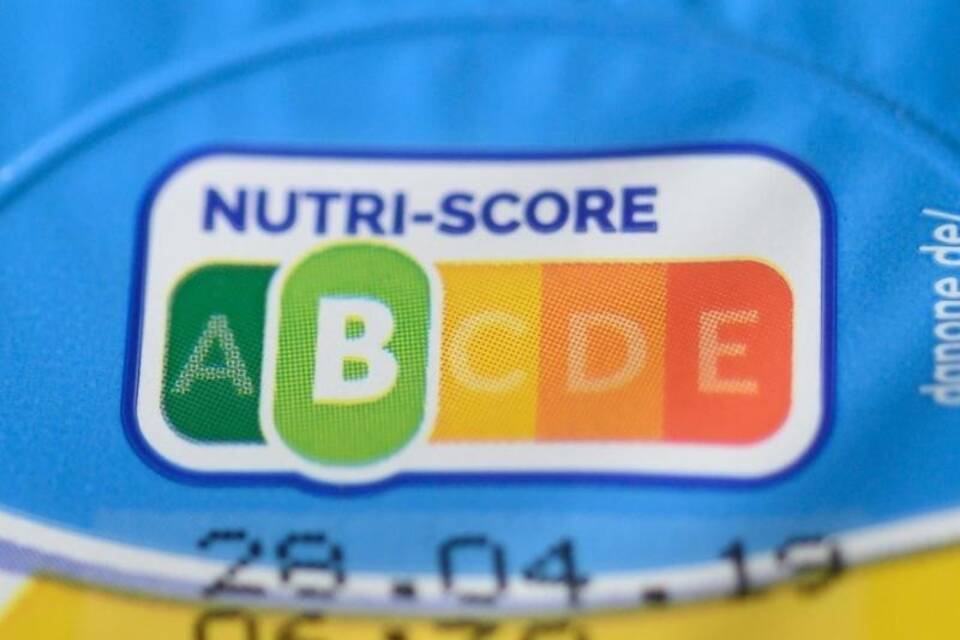 NUTRI-SCORE
A B C D E
danone.de/
28.04.19